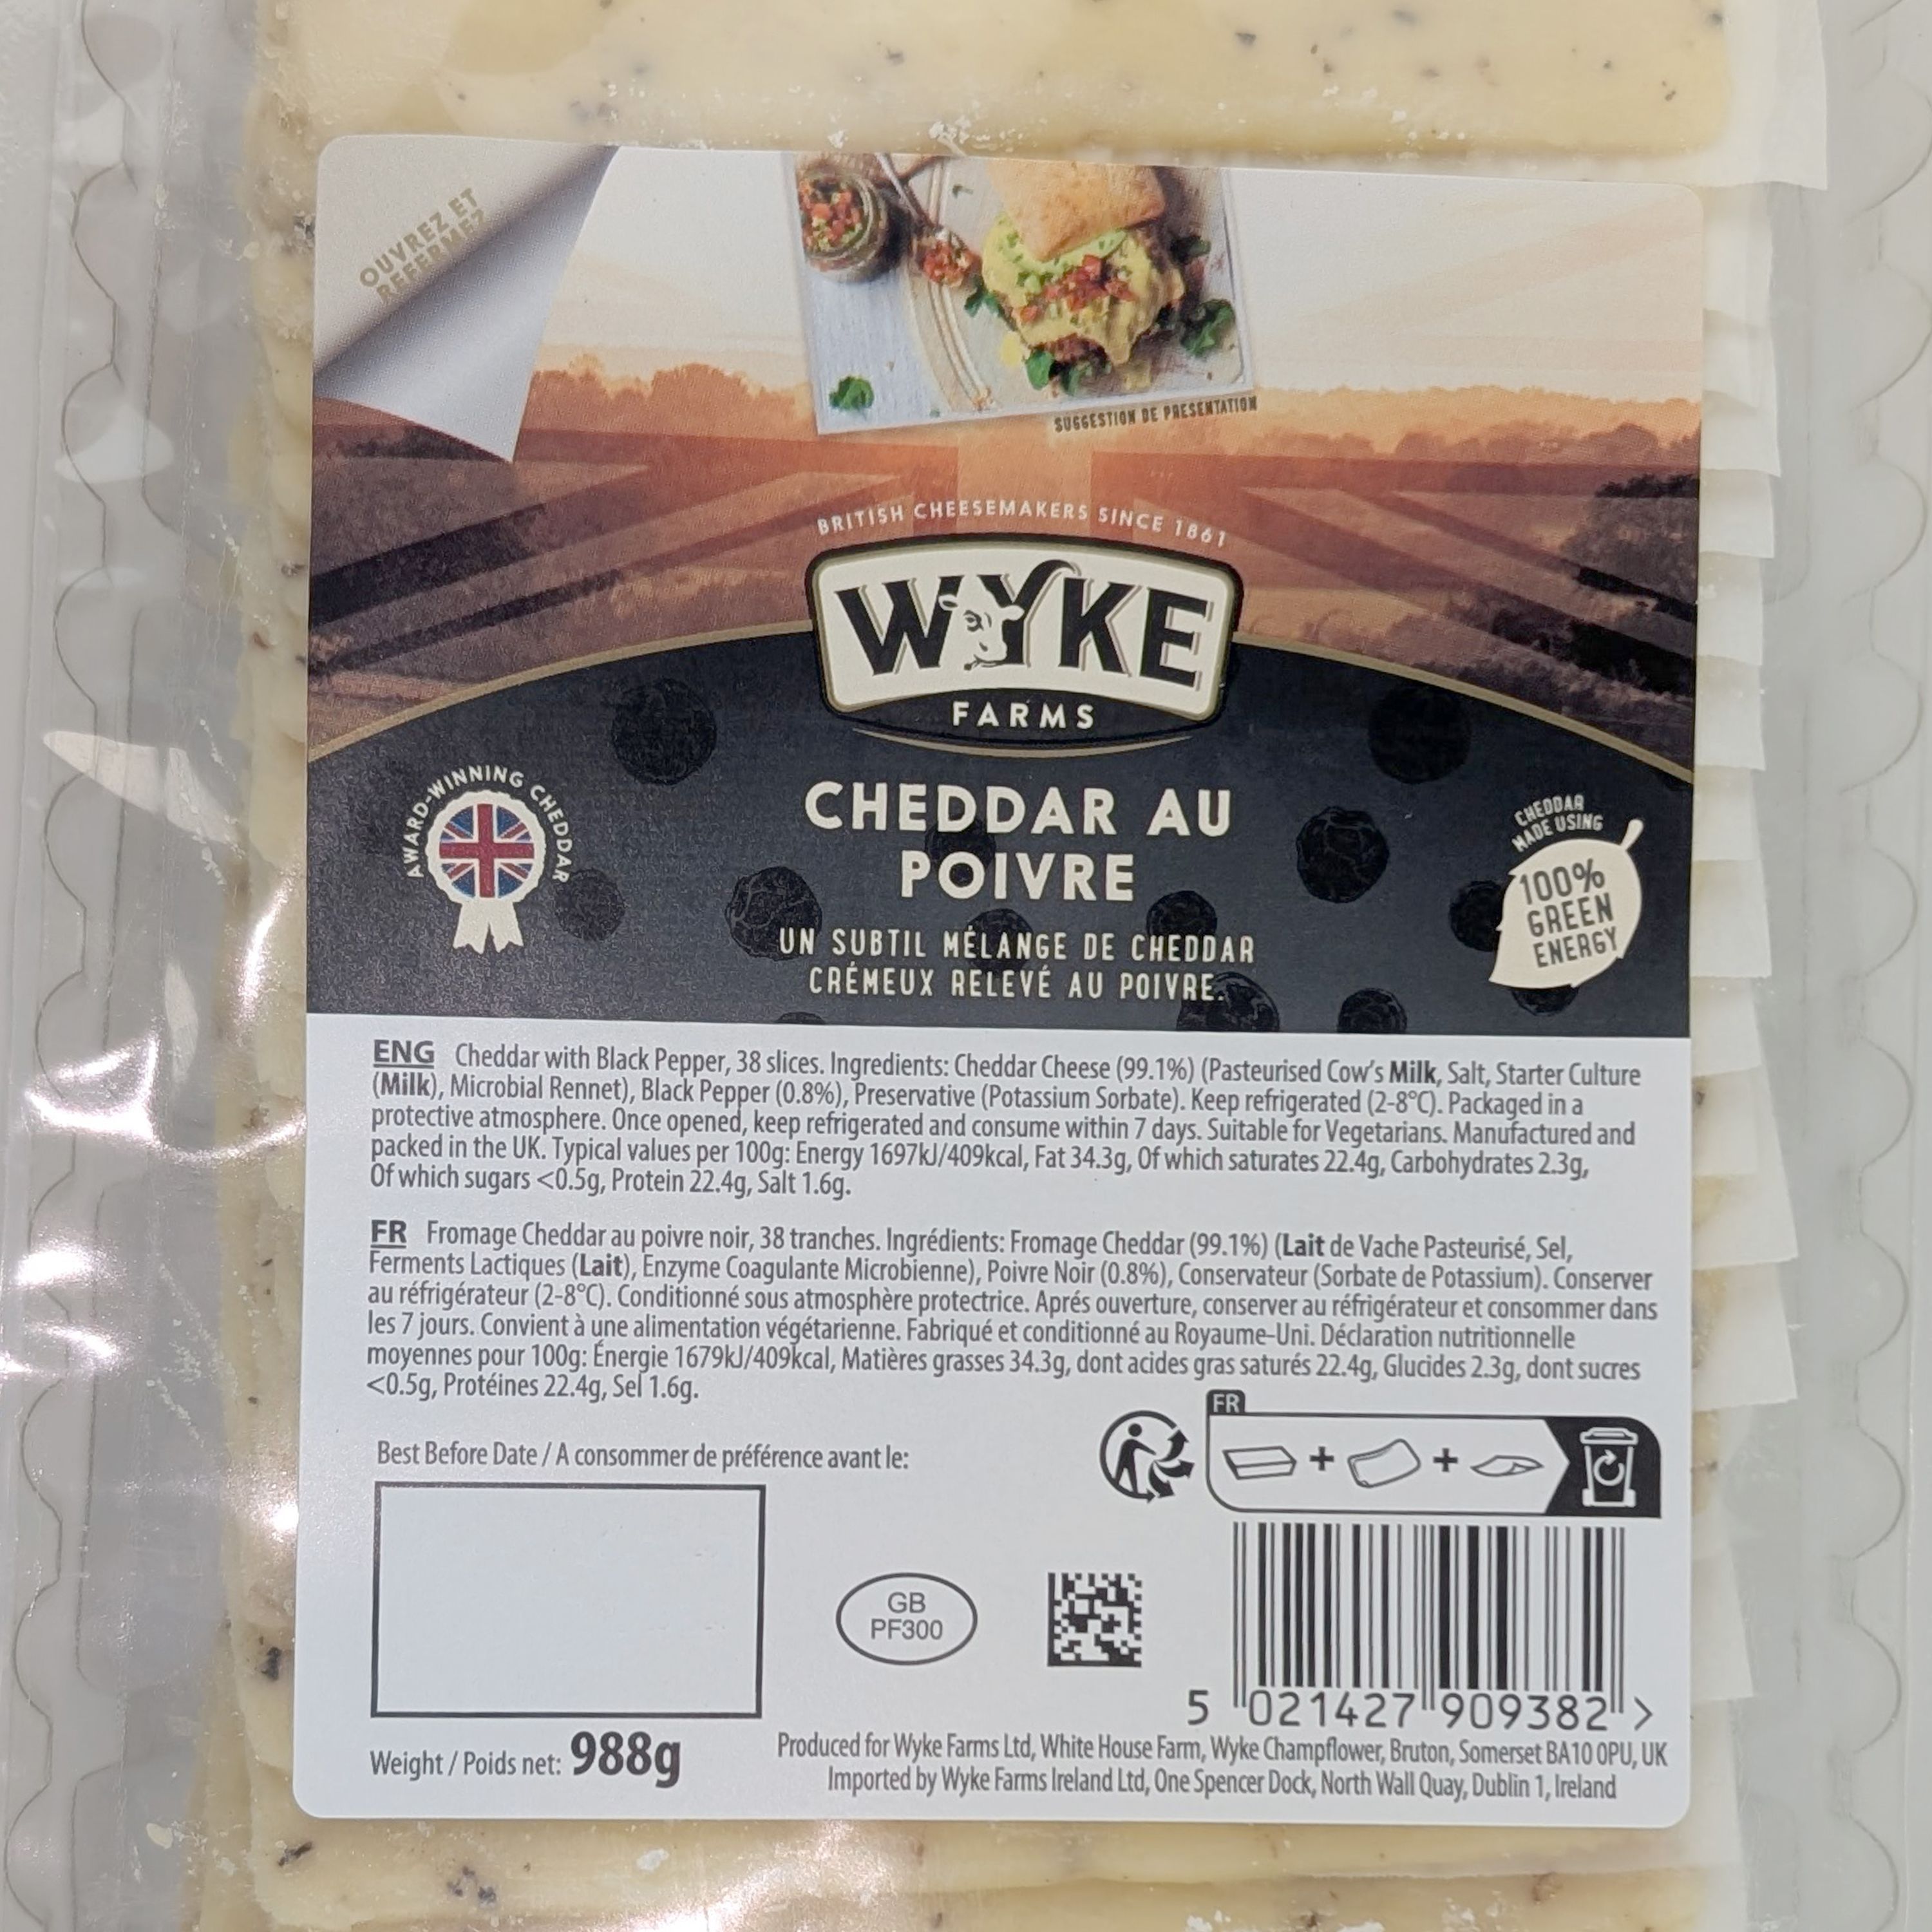 OUVREZ ET
REFERMEZ
SUGGESTION DE PRESENTATION
BRITISH CHEESEMAKERS SINCE 1861
WYKE
FARMS
AWARD-WINNING CHEDDAR
CHEDDAR AU
POIVRE
CHEDDAR
MADE USING
100%
GREEN
ENERGY
UN SUBTIL MÉLANGE DE CHEDDAR
CRÉMEUX RELEVÉ AU POIVRE.
ENG Cheddar with Black Pepper, 38 slices. Ingredients: Cheddar Cheese (99.1%) (Pasteurised Cow's Milk, Salt, Starter Culture
(Milk), Microbial Rennet), Black Pepper (0.8%), Preservative (Potassium Sorbate). Keep refrigerated (2-8°C). Packaged in a
protective atmosphere. Once opened, keep refrigerated and consume within 7 days. Suitable for Vegetarians. Manufactured and
packed in the UK. Typical values per 100g: Energy 1697kJ/409kcal, Fat 34.3g, Of which saturates 22.4g, Carbohydrates 2.3g,
Of which sugars <0.5g, Protein 22.4g, Salt 1.6g.
FR Fromage Cheddar au poivre noir, 38 tranches. Ingrédients: Fromage Cheddar (99.1%) (Lait de Vache Pasteurisé, Sel,
Ferments Lactiques (Lait), Enzyme Coagulante Microbienne), Poivre Noir (0.8%), Conservateur (Sorbate de Potassium). Conserver
au réfrigérateur (2-8°C). Conditionné sous atmosphère protectrice. Aprés ouverture, conserver au réfrigérateur et consommer dans
les 7 jours. Convient à une alimentation végétarienne. Fabriqué et conditionné au Royaume-Uni. Déclaration nutritionnelle
moyennes pour 100g: Énergie 1679kJ/409kcal, Matières grasses 34.3g, dont acides gras saturés 22.4g, Glucides 2.3g, dont sucres
<0.5g, Protéines 22.4g, Sel 1.6g.
FR
Best Before Date / A consommer de préférence avant le:
GB
PF300
5 021427 909382 >
Weight / Poids net: 988g
Produced for Wyke Farms Ltd, White House Farm, Wyke Champflower, Bruton, Somerset BA10 0PU, UK
Imported by Wyke Farms Ireland Ltd, One Spencer Dock, North Wall Quay, Dublin 1, Ireland